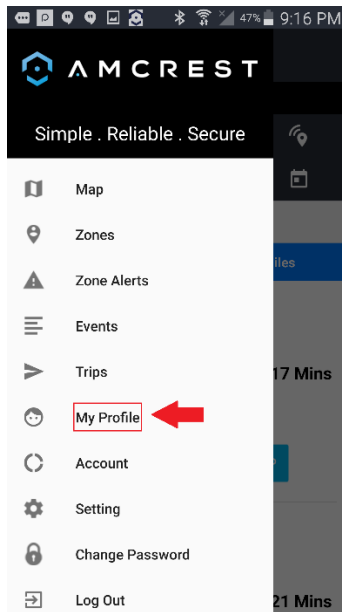 47% 9:16 PM
AMCREST
Simple . Reliable . Secure
Map
Zones
Zone Alerts
iles
Events
Trips
17 Mins
My Profile
Account
Setting
Change Password
Log Out
21 Mins